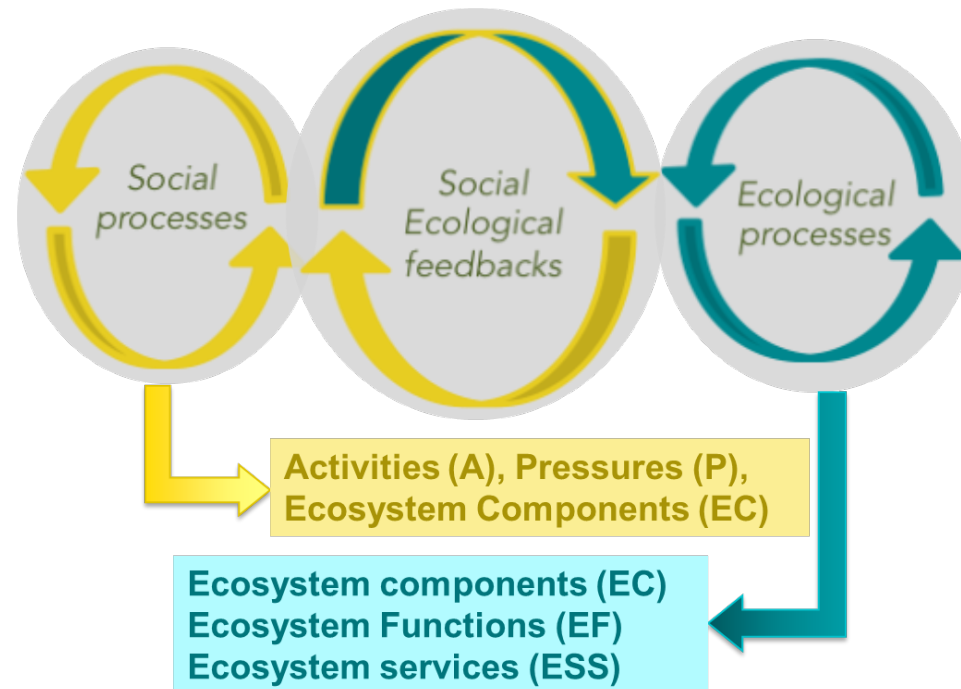 Social
processes
Social
Ecological
feedbacks
Ecological
processes
Activities (A), Pressures (P),
Ecosystem Components (EC)
Ecosystem components (EC)
Ecosystem Functions (EF)
Ecosystem services (ESS)